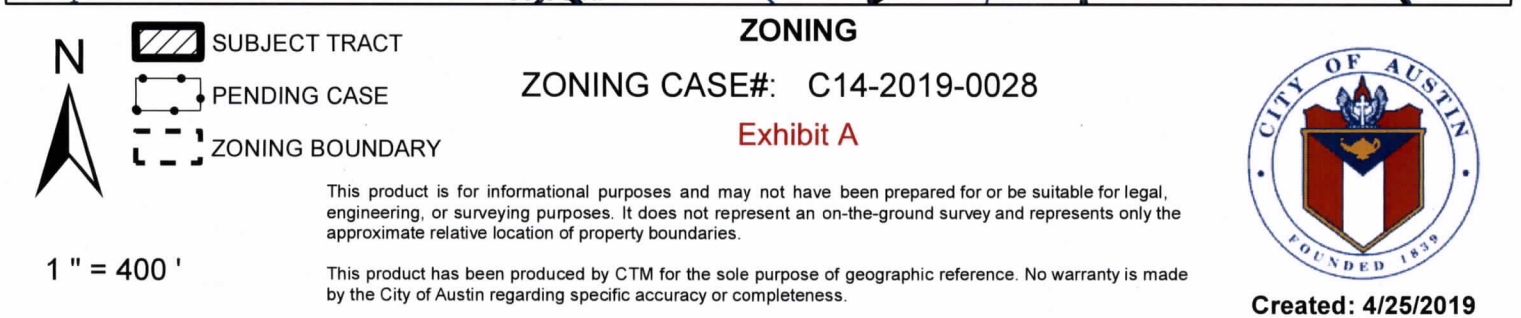 N
SUBJECT TRACT
PENDING CASE
ZONING BOUNDARY
1 " = 400 '
ZONING
ZONING CASE#: C14-2019-0028
Exhibit A
This product is for informational purposes and may not have been prepared for or be suitable for legal,
engineering, or surveying purposes. It does not represent an on-the-ground survey and represents only the
approximate relative location of property boundaries.
This product has been produced by CTM for the sole purpose of geographic reference. No warranty is made
by the City of Austin regarding specific accuracy or completeness.
CITY OF AUSTIN
FOUNDED 1839
Created: 4/25/2019